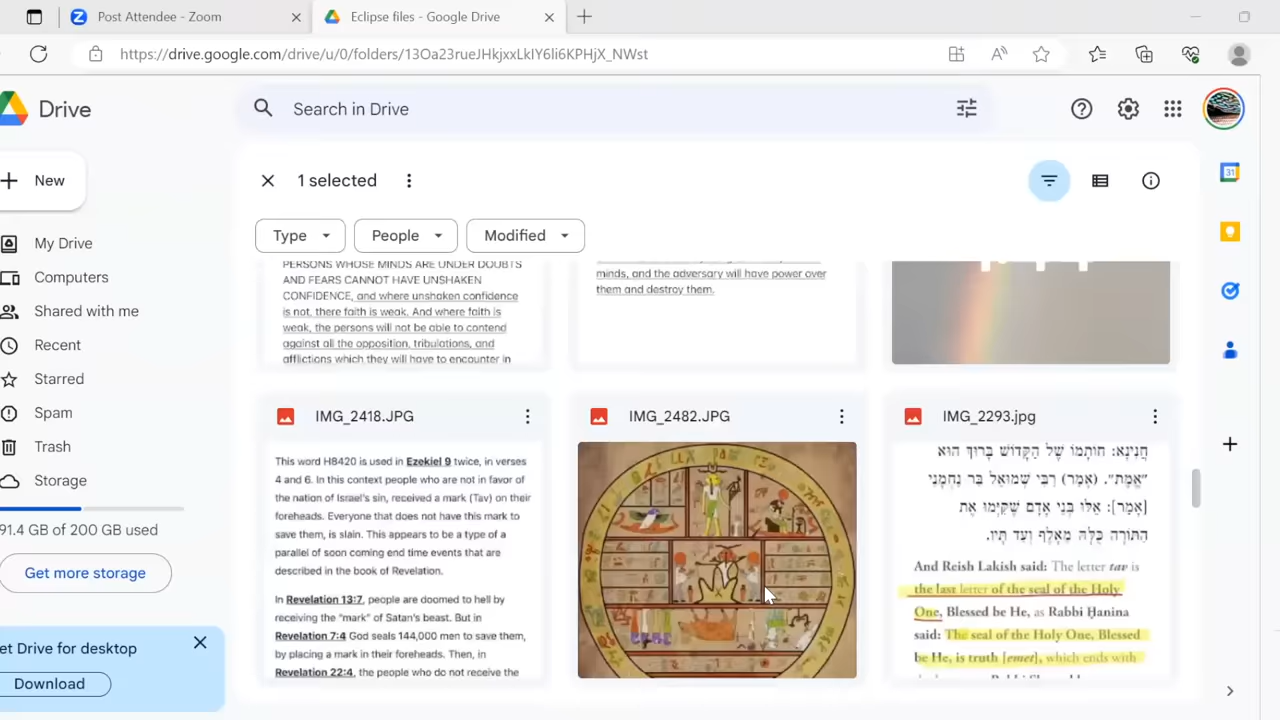 Post Attendee - Zoom
Eclipse files - Google Drive
https://drive.google.com/drive/u/0/folders/13Oa23rueJHkjxxLkIY6li6KPHjX_NWst
Drive
Search in Drive
New
1 selected
Type
People
Modified
My Drive
Computers
Shared with me
Recent
Starred
Spam
Trash
Storage
91.4 GB of 200 GB used
Get more storage
et Drive for desktop
Download
31
PERSONS WHOSE MINDS ARE UNDER DOUBTS
AND FEARS CANNOT HAVE UNSHAKEN
CONFIDENCE, and where unshaken confidence
is not, there faith is weak. And where faith is
weak, the persons will not be able to contend
against all the opposition, tribulations, and
afflictions which they will have to encounter in
minds, and the adversary will have power over
them and destroy them.
IMG_2418.JPG
This word H8420 is used in Ezekiel 9 twice, in verses
4 and 6. In this context people who are not in favor of
the nation of Israel's sin, received a mark (Tav) on their
foreheads. Everyone that does not have this mark to
save them, is slain. This appears to be a type of a
parallel of soon coming end time events that are
described in the book of Revelation.
In Revelation 13:7, people are doomed to hell by
receiving the "mark" of Satan's beast. But in
Revelation 7:4 God seals 144,000 men to save them,
by placing a mark in their foreheads. Then, in
Revelation 22:4, the people who do not receive the
IMG_2482.JPG
IMG_2293.jpg
חֲנִינָא: חוֹתָמוֹ שֶׁל הַקָּדוֹשׁ בָּרוּךְ הוּא
"אֱמֶת". (אָמַר) רַבִּי שְׁמוּאֵל בַּר נַחְמָנִי
[אָמַר]: אֵלּוּ בְּנֵי אָדָם שֶׁקִּיְּמוּ אֶת
הַתּוֹרָה כֻּלָּהּ מֵאָלֶף וְעַד תָּיו.
And Reish Lakish said: The letter tav is
the last letter of the seal of the Holy
One, Blessed be He, as Rabbi Ḥanina
said: The seal of the Holy One, Blessed
be He, is truth [emet], which ends with